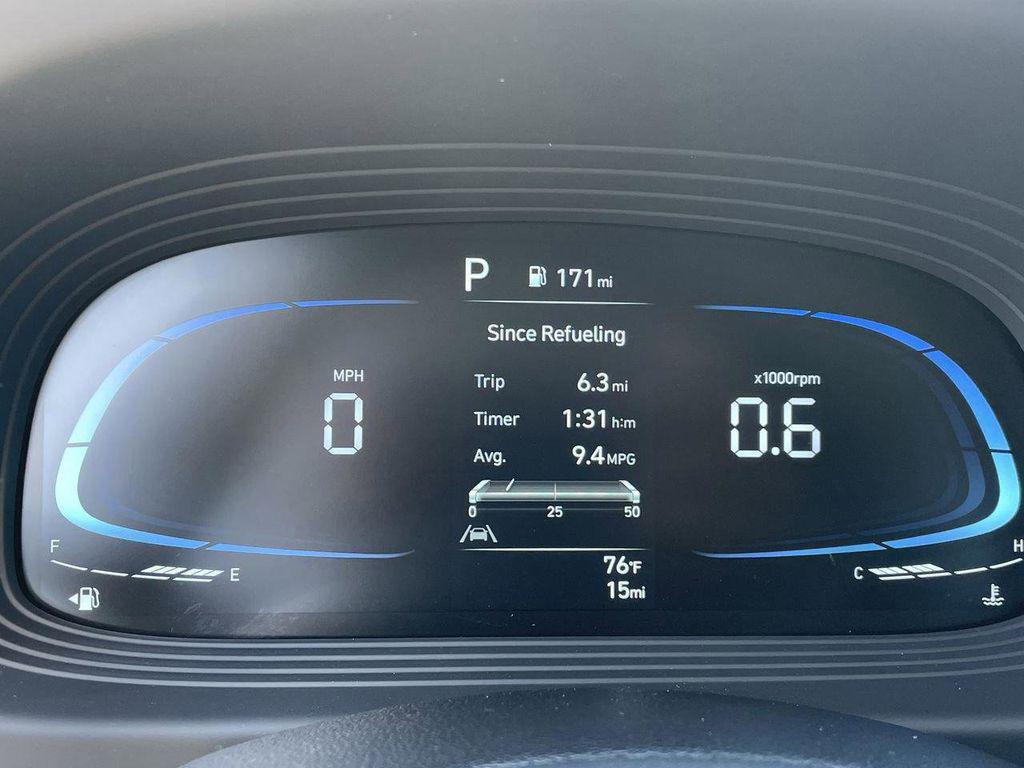 P 171 mi
Since Refueling
Trip 6.3 mi
Timer 1:31 h:m
Avg. 9.4 MPG
0 25 50
MPH
0
x1000rpm
0.6
F E
C H
76°F
15mi